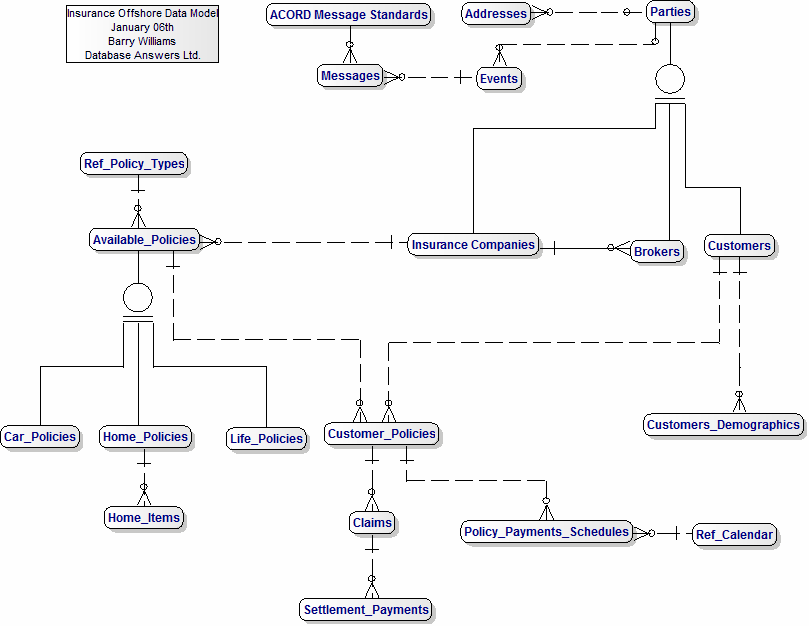 Insurance Offshore Data Model
January 06th
Barry Williams
Database Answers Ltd.
ACORD Message Standards
Addresses
Parties
Messages
Events
Ref_Policy_Types
Available_Policies
Insurance Companies
Brokers
Customers
Car_Policies
Home_Policies
Life_Policies
Customer_Policies
Customers_Demographics
Home_Items
Claims
Policy_Payments_Schedules
Ref_Calendar
Settlement_Payments